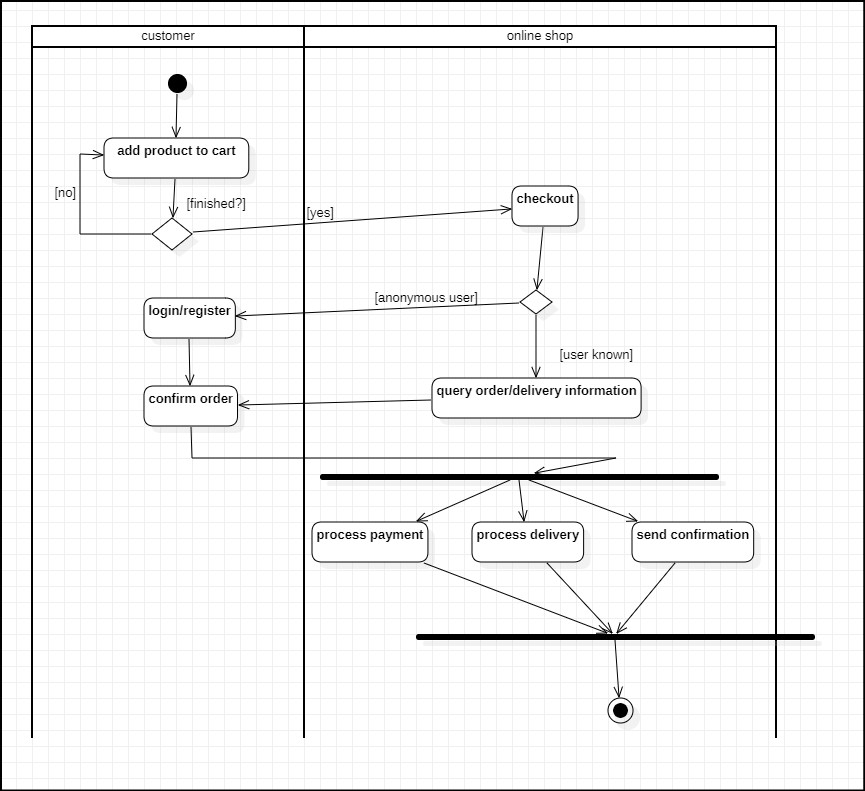 customer
online shop
add product to cart
[no]
[finished?]
[yes]
checkout
[anonymous user]
login/register
[user known]
query order/delivery information
confirm order
process payment
process delivery
send confirmation